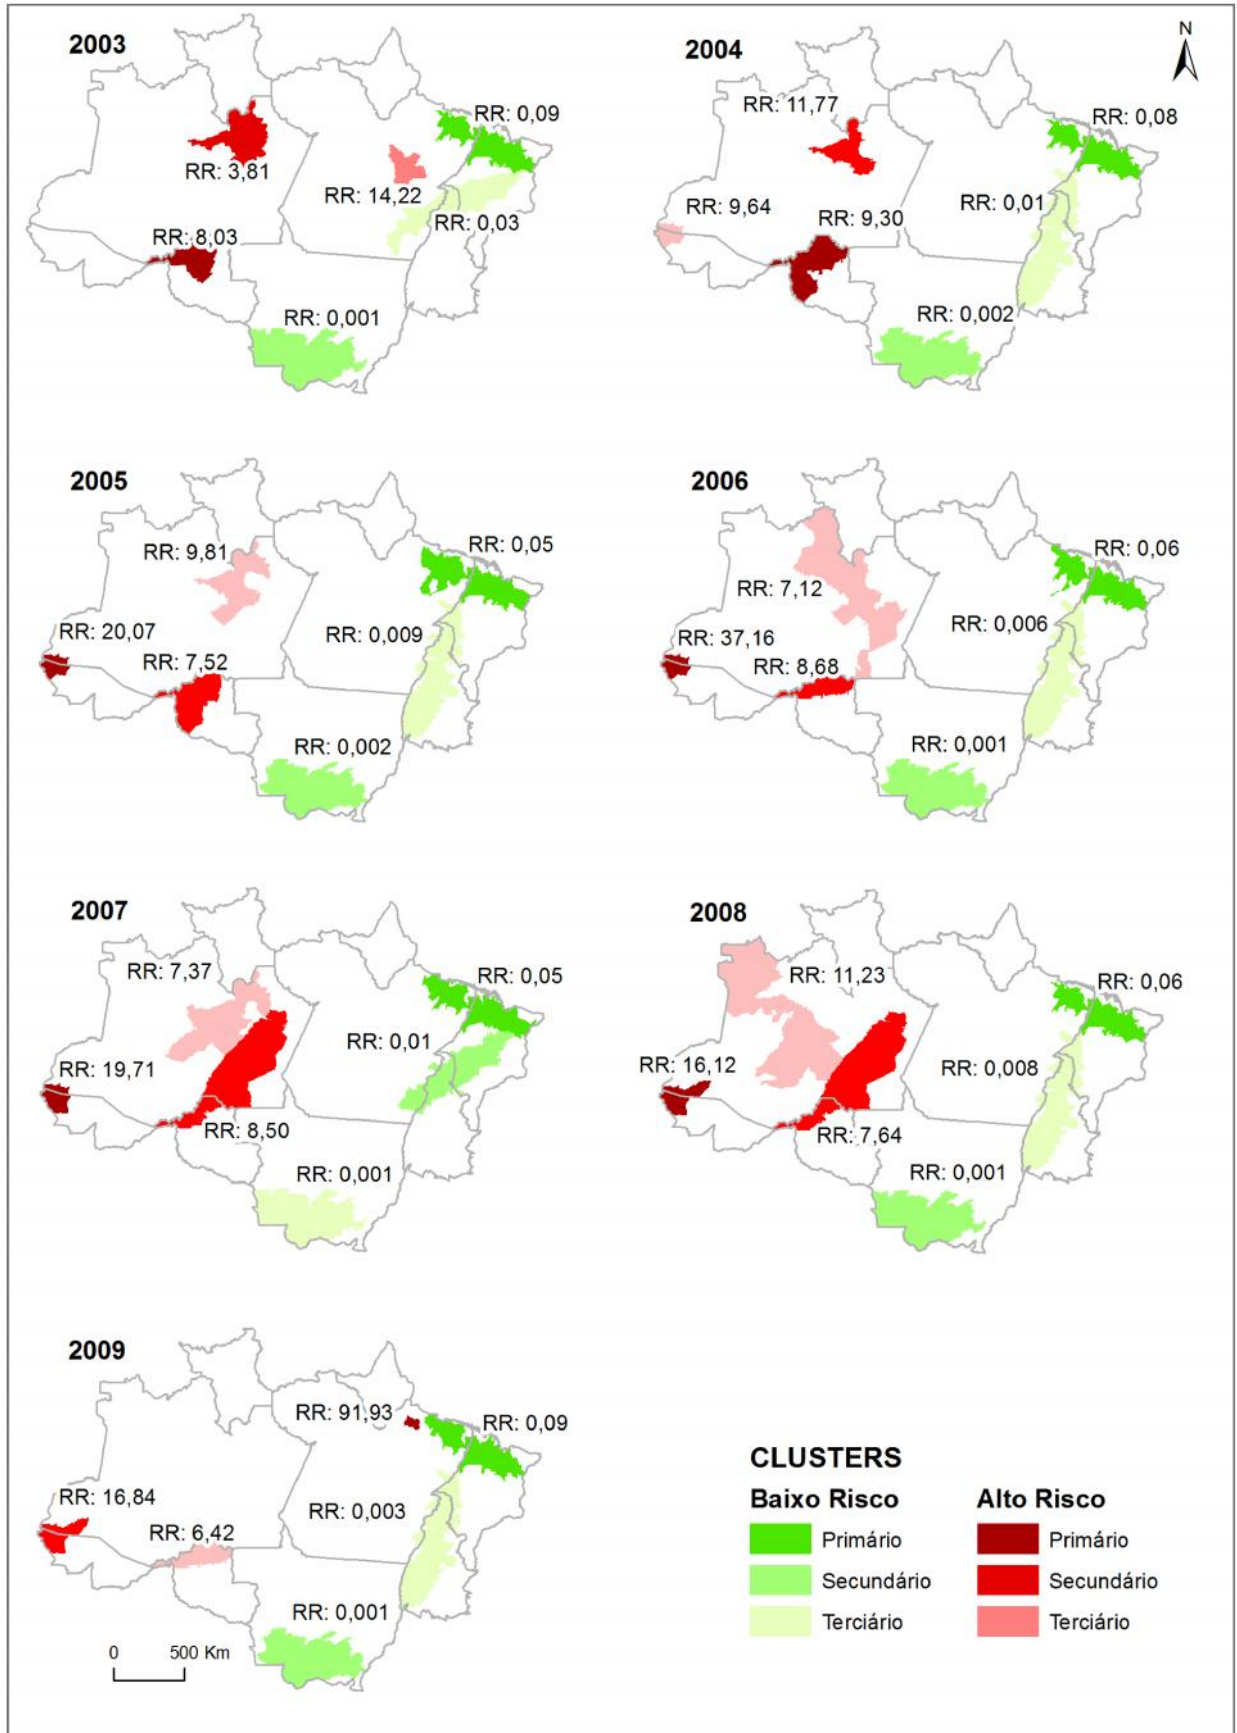 2003
RR: 0,09
RR: 3,81
RR: 14,22
RR: 0,03
RR: 8,03
RR: 0,001
N
2004
RR: 11,77
RR: 0,08
RR: 9,64
RR: 0,01
RR: 9,30
RR: 0,002
2005
RR: 9,81
RR: 0,05
RR: 20,07
RR: 0,009
RR: 7,52
RR: 0,002
2006
RR: 0,06
RR: 7,12
RR: 0,006
RR: 37,16
RR: 8,68
RR: 0,001
2007
RR: 7,37
RR: 0,05
RR: 0,01
RR: 19,71
RR: 8,50
RR: 0,001
2008
RR: 11,23
RR: 0,06
RR: 16,12
RR: 0,008
RR: 7,64
RR: 0,001
2009
RR: 91,93
RR: 0,09
RR: 16,84
RR: 0,003
RR: 6,42
RR: 0,001
0 500 Km
CLUSTERS
Baixo Risco
Primário
Secundário
Terciário
Alto Risco
Primário
Secundário
Terciário